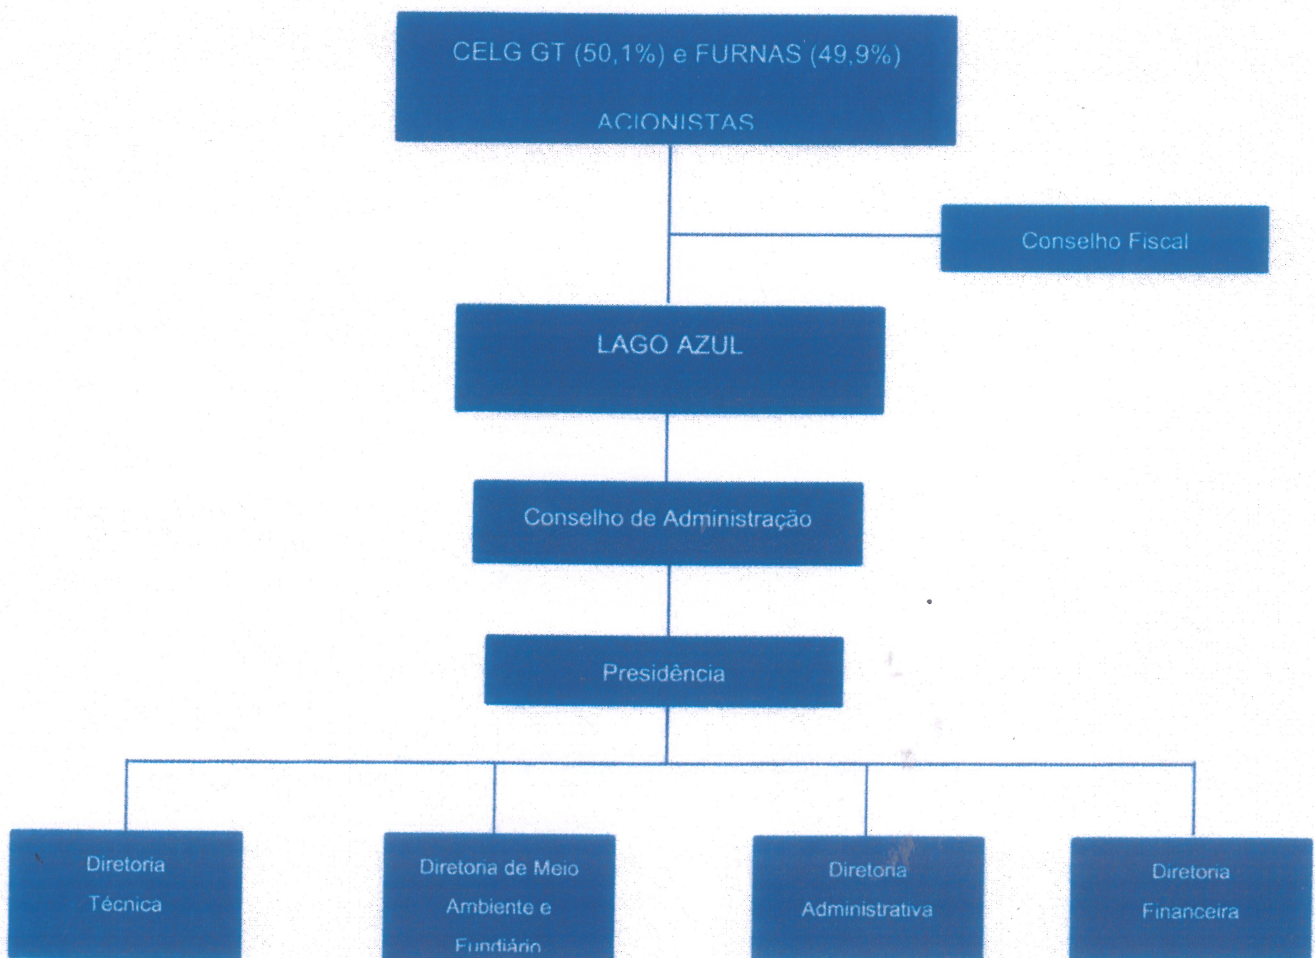 CELG GT (50,1%) e FURNAS (49,9%)
ACIONISTAS
Conselho Fiscal
LAGO AZUL
Conselho de Administração
Presidência
Diretoria
Técnica
Diretoria de Meio
Ambiente e
Fundiário
Diretoria
Administrativa
Diretoria
Financeira